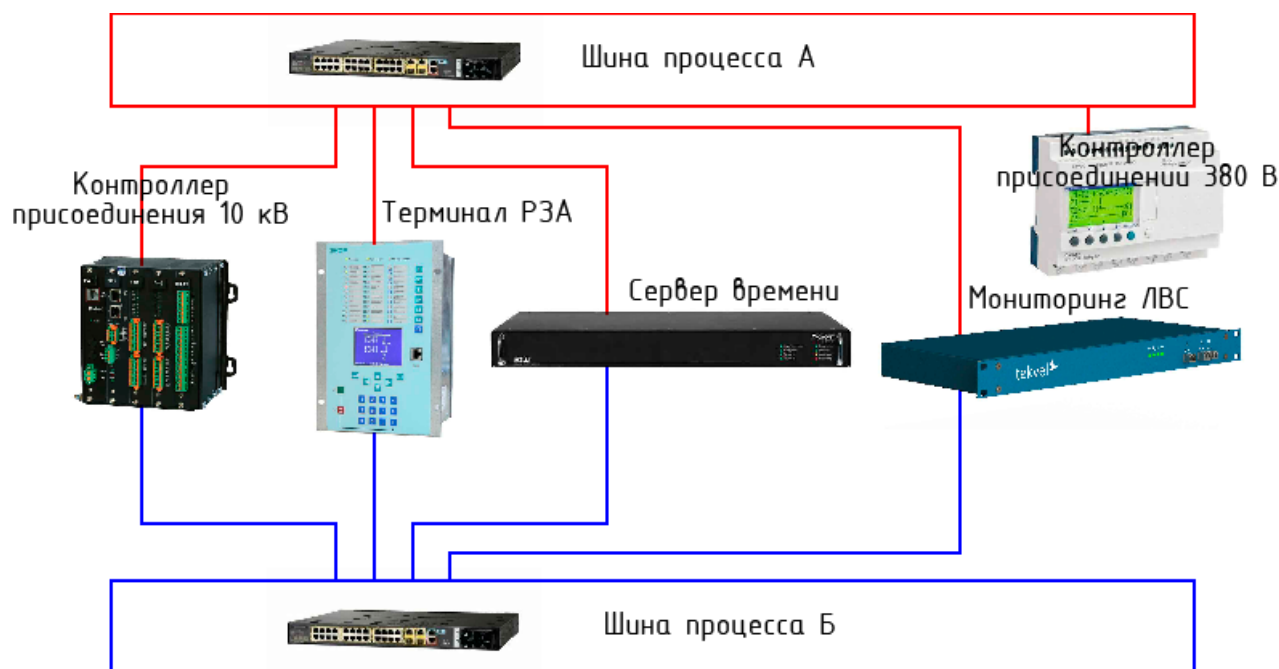 Шина процесса А
Контроллер
присоединения 10 кВ
Терминал РЗА
Контроллер
присоединений 380 В
Сервер времени
Мониторинг ЛВС
tekvel
Шина процесса Б